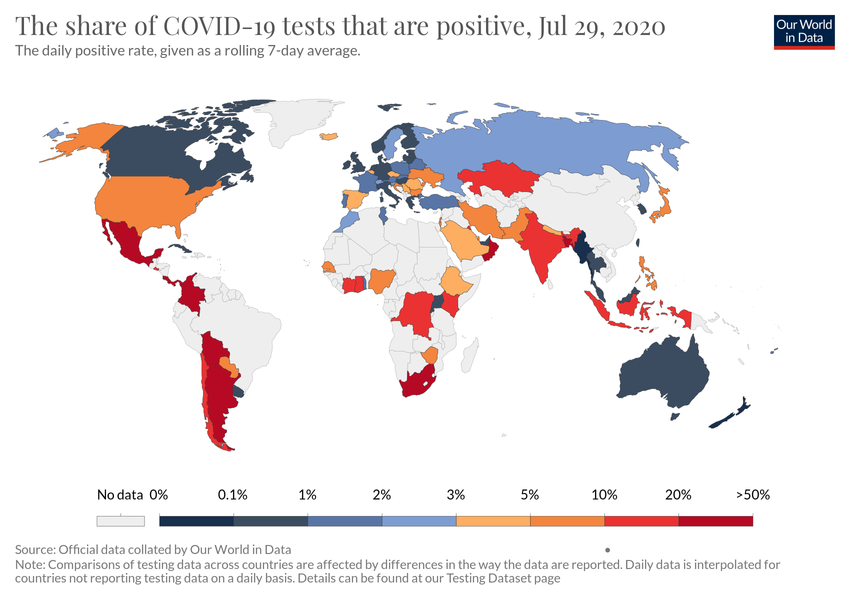 The share of COVID-19 tests that are positive, Jul 29, 2020
The daily positive rate, given as a rolling 7-day average.
Our World
in Data
No data 0% 0.1% 1% 2% 3% 5% 10% 20% >50%
Source: Official data collated by Our World in Data
Note: Comparisons of testing data across countries are affected by differences in the way the data are reported. Daily data is interpolated for
countries not reporting testing data on a daily basis. Details can be found at our Testing Dataset page